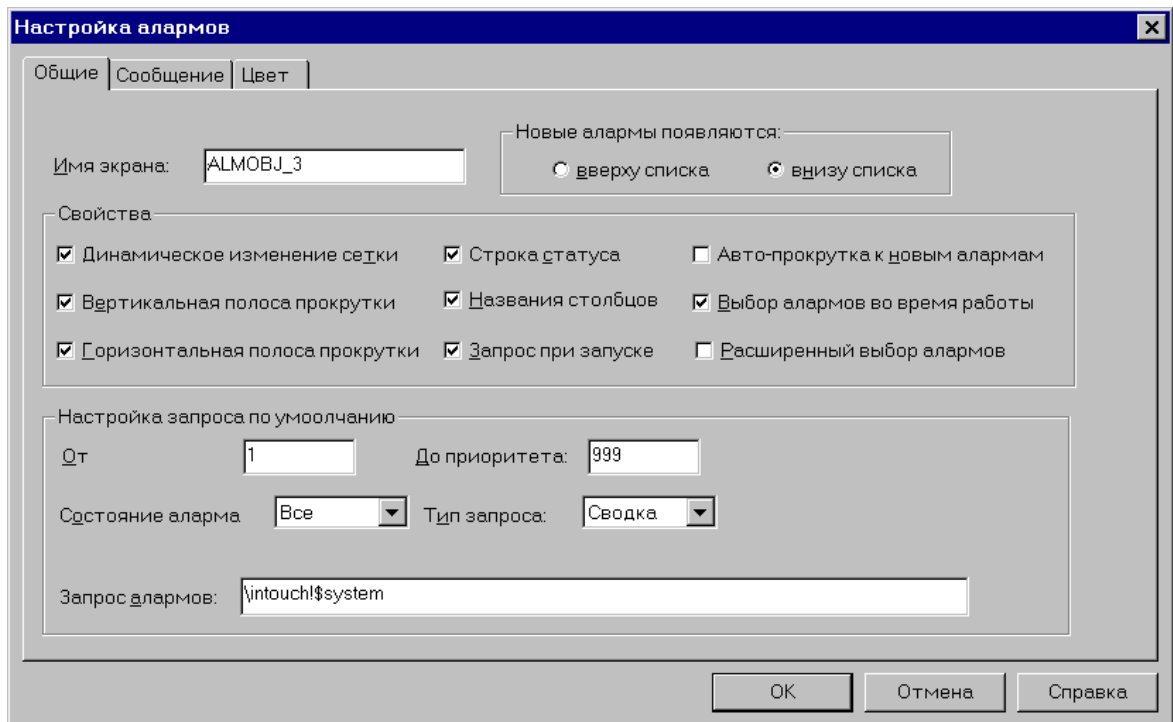 Настройка алармов
Общие Сообщение Цвет
Новые алармы появляются:
Имя экрана: ALMOBJ_3 вверху списка внизу списка
Свойства
Динамическое изменение сетки Строка статуса Авто-прокрутка к новым алармам
Вертикальная полоса прокрутки Названия столбцов Выбор алармов во время работы
Горизонтальная полоса прокрутки Запрос при запуске Расширенный выбор алармов
Настройка запроса по умоолчанию
От 1 До приоритета: 999
Состояние аларма Все Тип запроса: Сводка
Запрос алармов: \intouch!$system
OK Отмена Справка